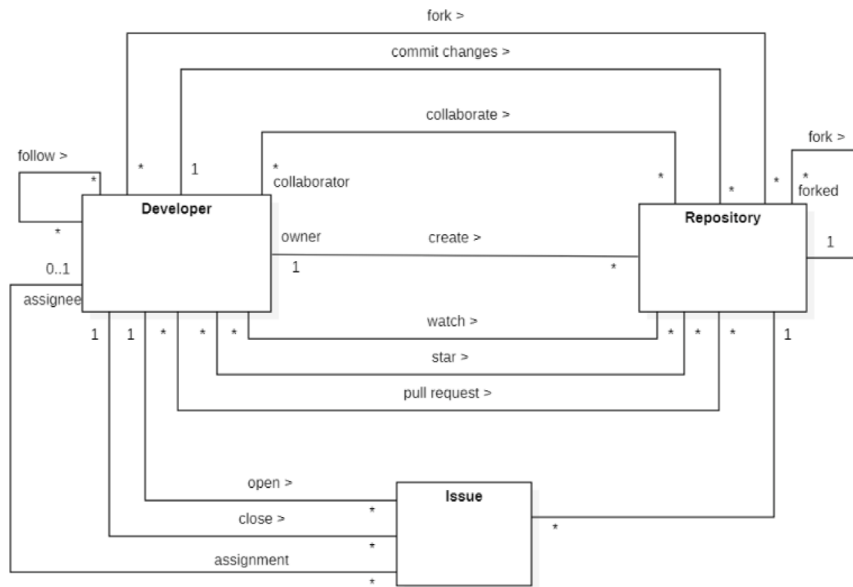 fork >
commit changes >
collaborate >
fork >
follow >
*
*
1
*
collaborator
*
*
*
*
forked
Developer
Repository
*
owner
create >
1
*
1
0..1
assignee
1
1
*
*
*
watch >
*
*
*
1
star >
pull request >
open >
*
Issue
close >
*
*
assignment
*